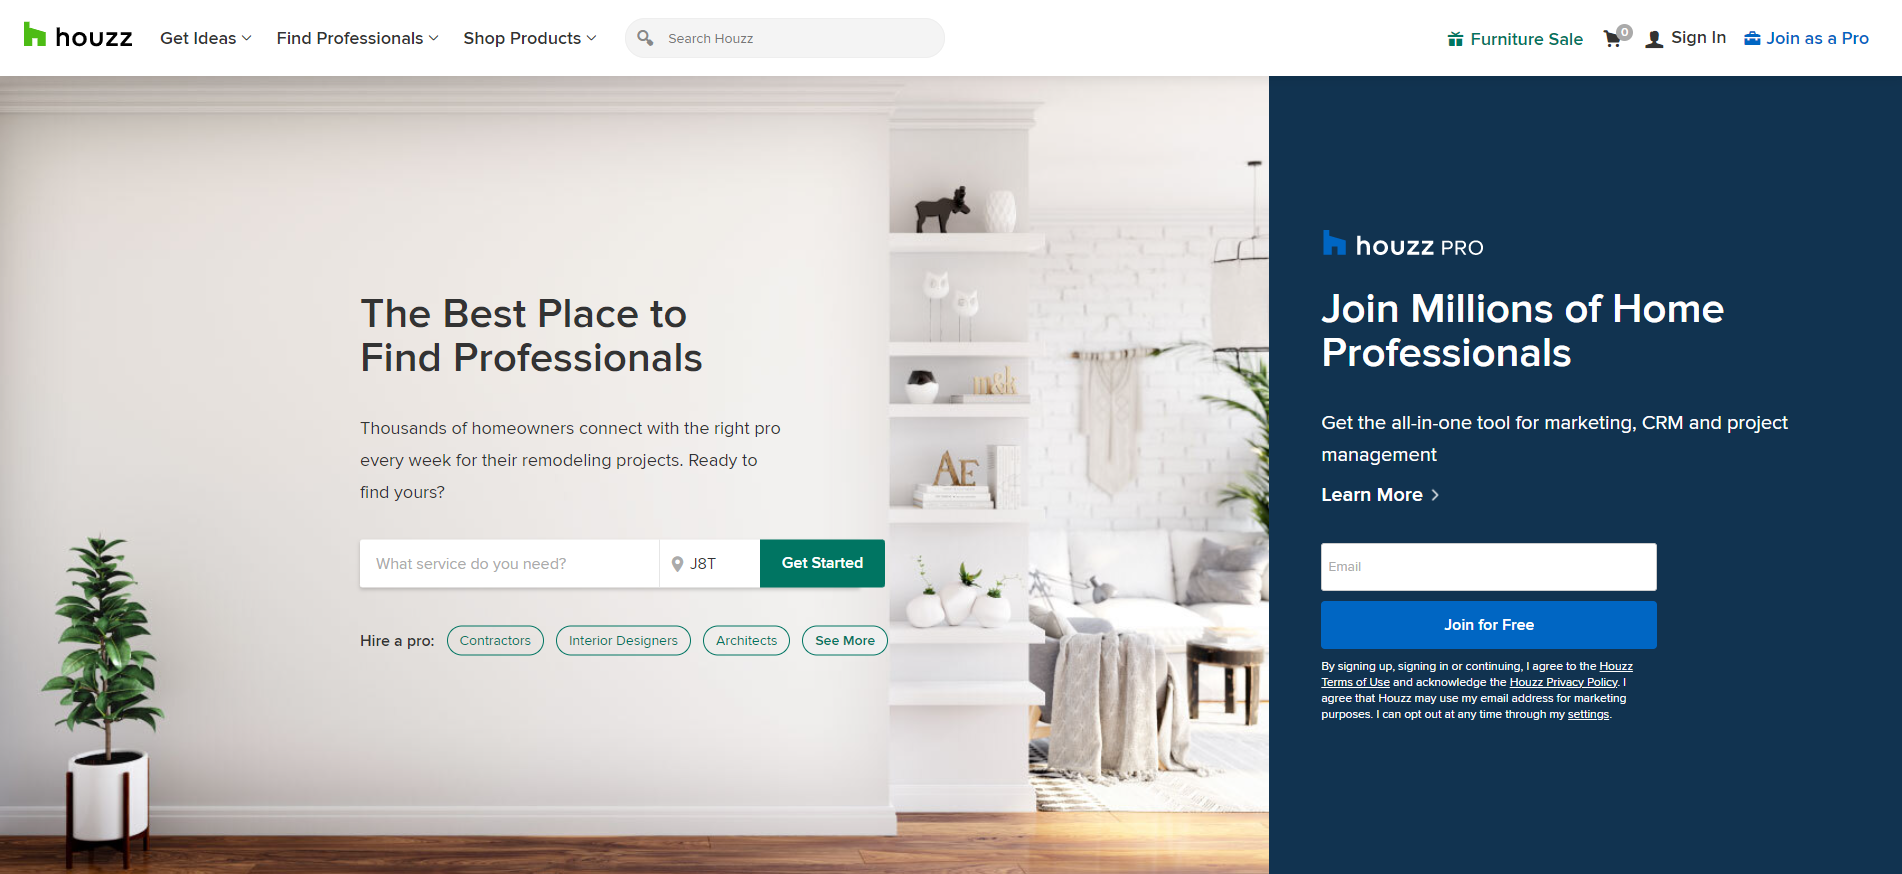 houzz
Get Ideas
Find Professionals
Shop Products
Search Houzz
Furniture Sale
0
Sign In
Join as a Pro
The Best Place to
Find Professionals
Thousands of homeowners connect with the right pro
every week for their remodeling projects. Ready to
find yours?
What service do you need?
J8T
Get Started
Hire a pro:
Contractors
Interior Designers
Architects
See More
m&k
AE
houzz PRO
Join Millions of Home
Professionals
Get the all-in-one tool for marketing, CRM and project
management
Learn More
Email
Join for Free
By signing up, signing in or continuing, I agree to the Houzz
Terms of Use and acknowledge the Houzz Privacy Policy. I
agree that Houzz may use my email address for marketing
purposes. I can opt out at any time through my settings.